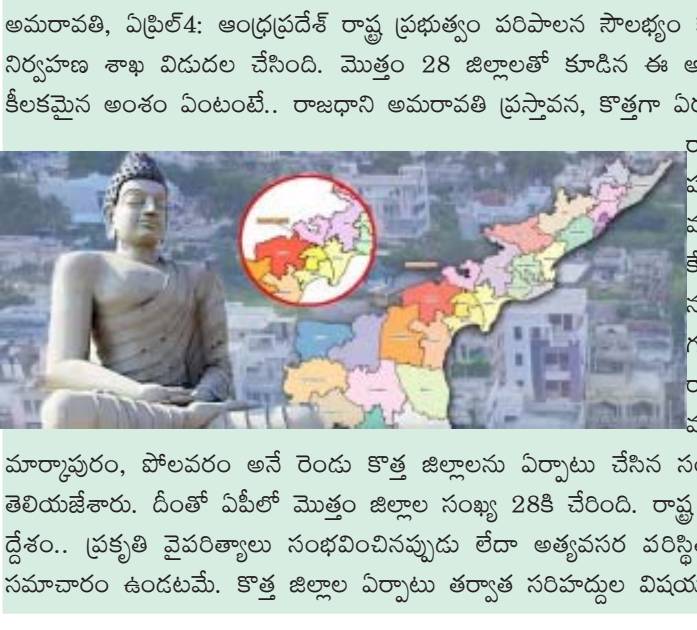 అమరావతి, ఏప్రిల్4: ఆంధ్రప్రదేశ్ రాష్ట్ర ప్రభుత్వం పరిపాలన సౌలభ్యం
నిర్వహణ శాఖ విడుదల చేసింది. మొత్తం 28 జిల్లాలతో కూడిన ఈ
కీలకమైన అంశం ఏంటంటే.. రాజధాని అమరావతి ప్రస్తావన, కొత్తగా
మార్కాపురం, పోలవరం అనే రెండు కొత్త జిల్లాలను ఏర్పాటు చేసిన
తెలియజేశారు. దీంతో ఏపీలో మొత్తం జిల్లాల సంఖ్య 28కి చేరింది. రాష్ట్ర
ద్దేశం.. ప్రకృతి వైపరిత్యాలు సంభవించినప్పుడు లేదా అత్యవసర
సమాచారం ఉండటమే. కొత్త జిల్లాల ఏర్పాటు తర్వాత సరిహద్దుల